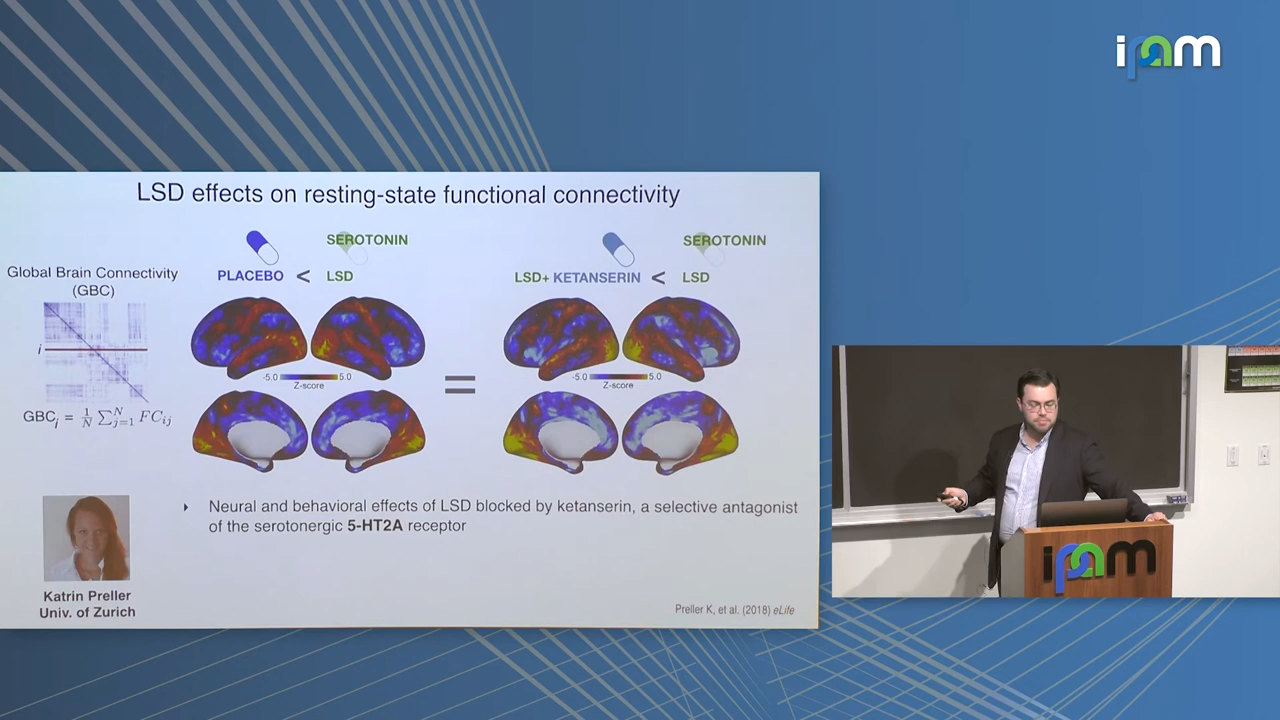 ipam
LSD effects on resting-state functional connectivity
SEROTONIN
SEROTONIN
PLACEBO < LSD
LSD+ KETANSERIN < LSD
Global Brain Connectivity
(GBC)
i
-5.0 5.0
Z-score
-5.0 5.0
Z-score
=
GBCᵢ = 1/N ∑ᴺⱼ₌₁ FCᵢⱼ
‣ Neural and behavioral effects of LSD blocked by ketanserin, a selective antagonist
of the serotonergic 5-HT2A receptor
Katrin Preller
Univ. of Zurich
Preller K, et al. (2018) eLife
ipam